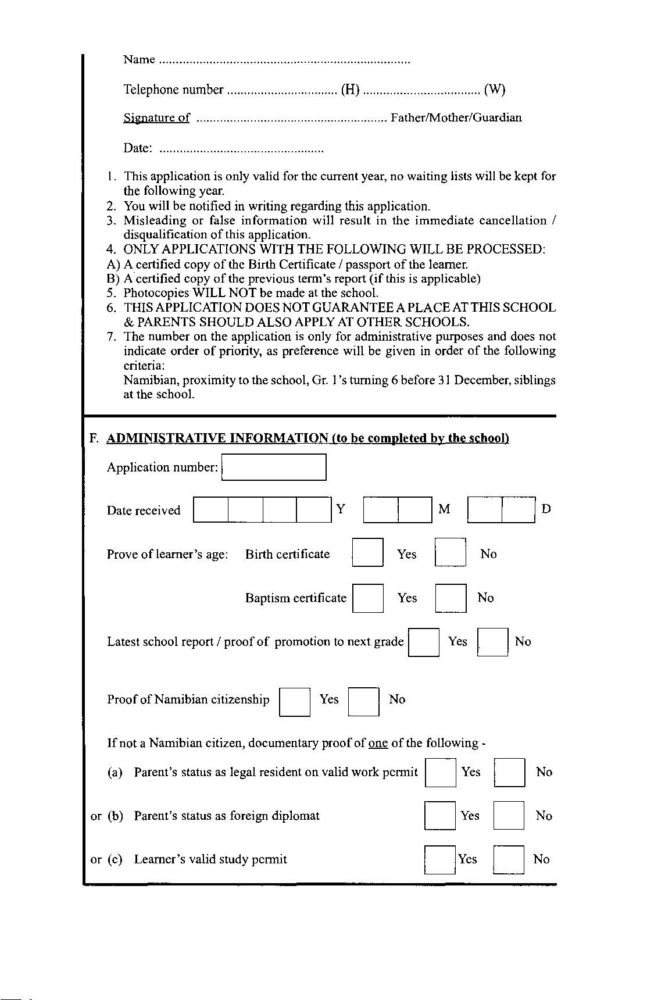 Name ...........................................................................
Telephone number ................................. (H) ................................... (W)
Signature of ......................................................... Father/Mother/Guardian
Date: .................................................
1. This application is only valid for the current year, no waiting lists will be kept for
the following year.
2. You will be notified in writing regarding this application.
3. Misleading or false information will result in the immediate cancellation /
disqualification of this application.
4. ONLY APPLICATIONS WITH THE FOLLOWING WILL BE PROCESSED:
A) A certified copy of the Birth Certificate / passport of the learner.
B) A certified copy of the previous term's report (if this is applicable)
5. Photocopies WILL NOT be made at the school.
6. THIS APPLICATION DOES NOT GUARANTEE A PLACE AT THIS SCHOOL
& PARENTS SHOULD ALSO APPLY AT OTHER SCHOOLS.
7. The number on the application is only for administrative purposes and does not
indicate order of priority, as preference will be given in order of the following
criteria:
Namibian, proximity to the school, Gr. 1's turning 6 before 31 December, siblings
at the school.
F. ADMINISTRATIVE INFORMATION (to be completed by the school)
Application number:
Date received Y M D
Prove of learner's age: Birth certificate Yes No
Baptism certificate Yes No
Latest school report / proof of promotion to next grade Yes No
Proof of Namibian citizenship Yes No
If not a Namibian citizen, documentary proof of one of the following -
(a) Parent's status as legal resident on valid work permit Yes No
or (b) Parent's status as foreign diplomat Yes No
or (c) Learner's valid study permit Yes No